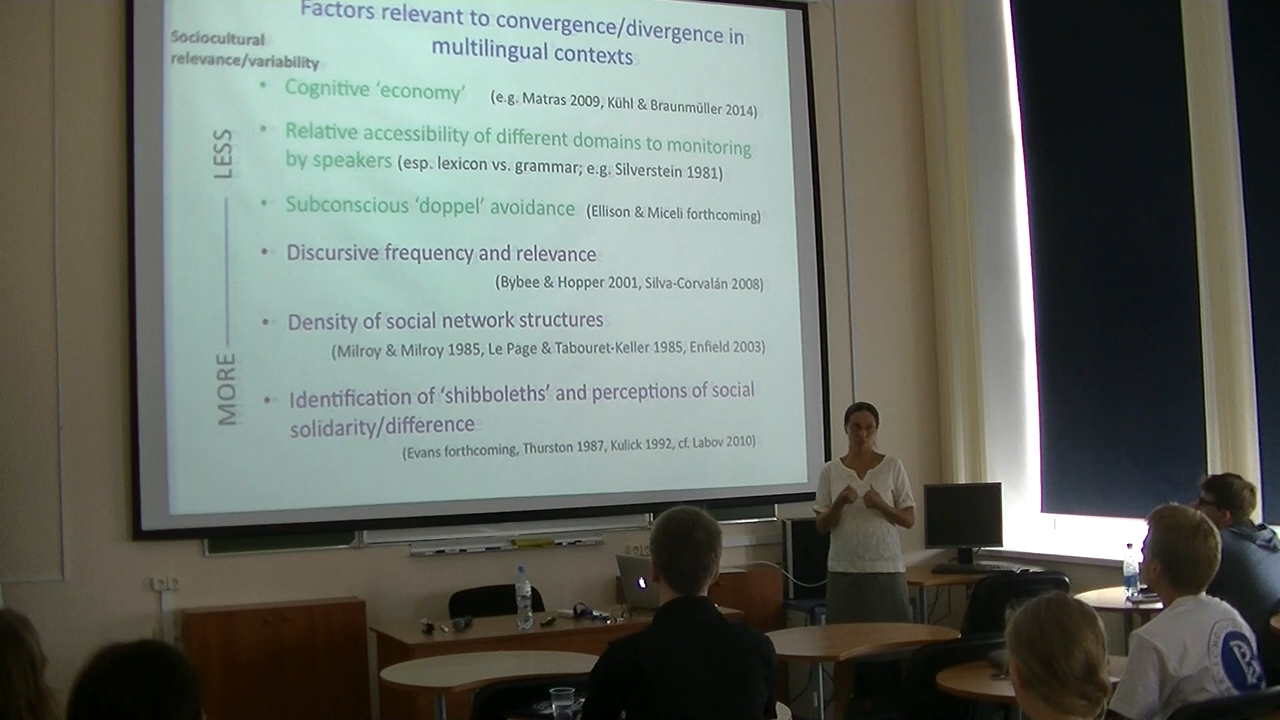 Factors relevant to convergence/divergence in
multilingual contexts
Sociocultural
relevance/variability
LESS
MORE
• Cognitive ‘economy’ (e.g. Matras 2009, Kühl & Braunmüller 2014)
• Relative accessibility of different domains to monitoring
by speakers (esp. lexicon vs. grammar; e.g. Silverstein 1981)
• Subconscious ‘doppel’ avoidance (Ellison & Miceli forthcoming)
• Discursive frequency and relevance
(Bybee & Hopper 2001, Silva-Corvalán 2008)
• Density of social network structures
(Milroy & Milroy 1985, Le Page & Tabouret-Keller 1985, Enfield 2003)
• Identification of ‘shibboleths’ and perceptions of social
solidarity/difference
(Evans forthcoming, Thurston 1987, Kulick 1992, cf. Labov 2010)